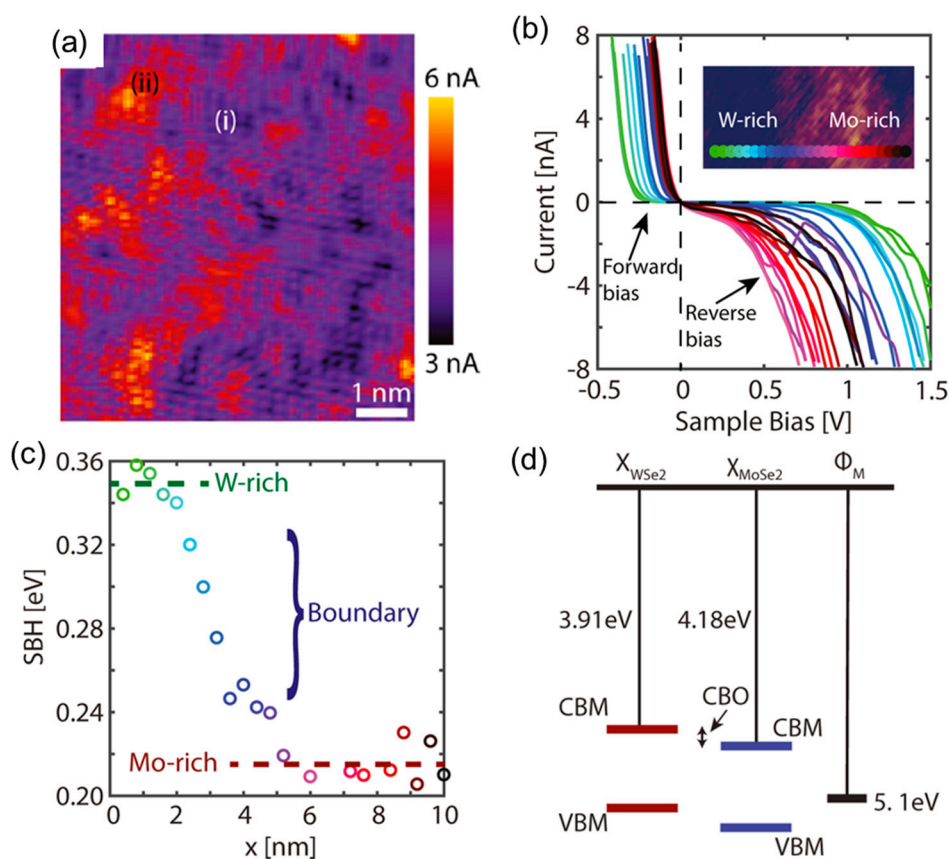 (a)
(ii)
(i)
6 nA
3 nA
1 nm
(b)
8
4
0
-4
-8
Current [nA]
W-rich Mo-rich
Forward
bias
Reverse
bias
-0.5 0 0.5 1 1.5
Sample Bias [V]
(c)
0.36
0.32
0.28
0.24
0.20
SBH [eV]
W-rich
Boundary
Mo-rich
0 2 4 6 8 10
x [nm]
(d)
χWSe2 χMoSe2 ΦM
3.91eV 4.18eV
CBM CBO
CBM
5.1eV
VBM
VBM